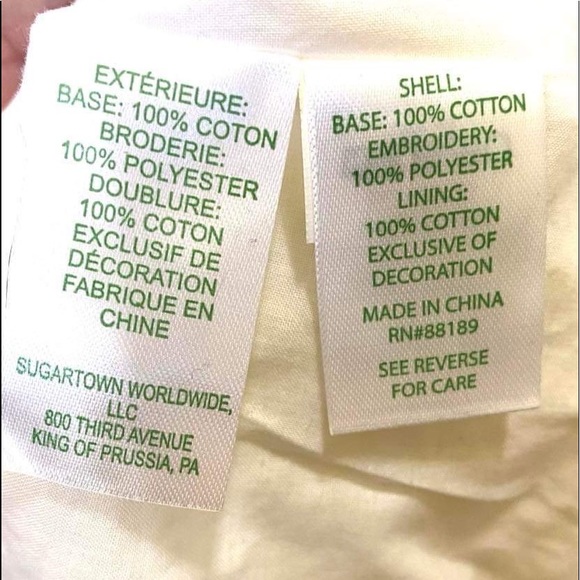 EXTÉRIEURE:
BASE: 100% COTON
BRODERIE:
100% POLYESTER
DOUBLURE:
100% COTON
EXCLUSIF DE
DÉCORATION
FABRIQUE EN
CHINE
SUGARTOWN WORLDWIDE,
LLC
800 THIRD AVENUE
KING OF PRUSSIA, PA
SHELL:
BASE: 100% COTTON
EMBROIDERY:
100% POLYESTER
LINING:
100% COTTON
EXCLUSIVE OF
DECORATION
MADE IN CHINA
RN#88189
SEE REVERSE
FOR CARE